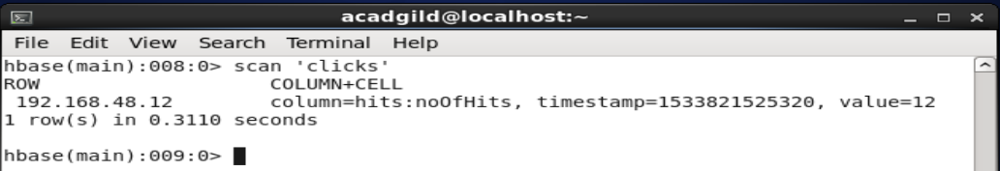 acadgild@localhost:~
File Edit View Search Terminal Help
hbase(main):008:0> scan 'clicks'
ROW COLUMN+CELL
192.168.48.12 column=hits:noOfHits, timestamp=1533821525320, value=12
1 row(s) in 0.3110 seconds
hbase(main):009:0>